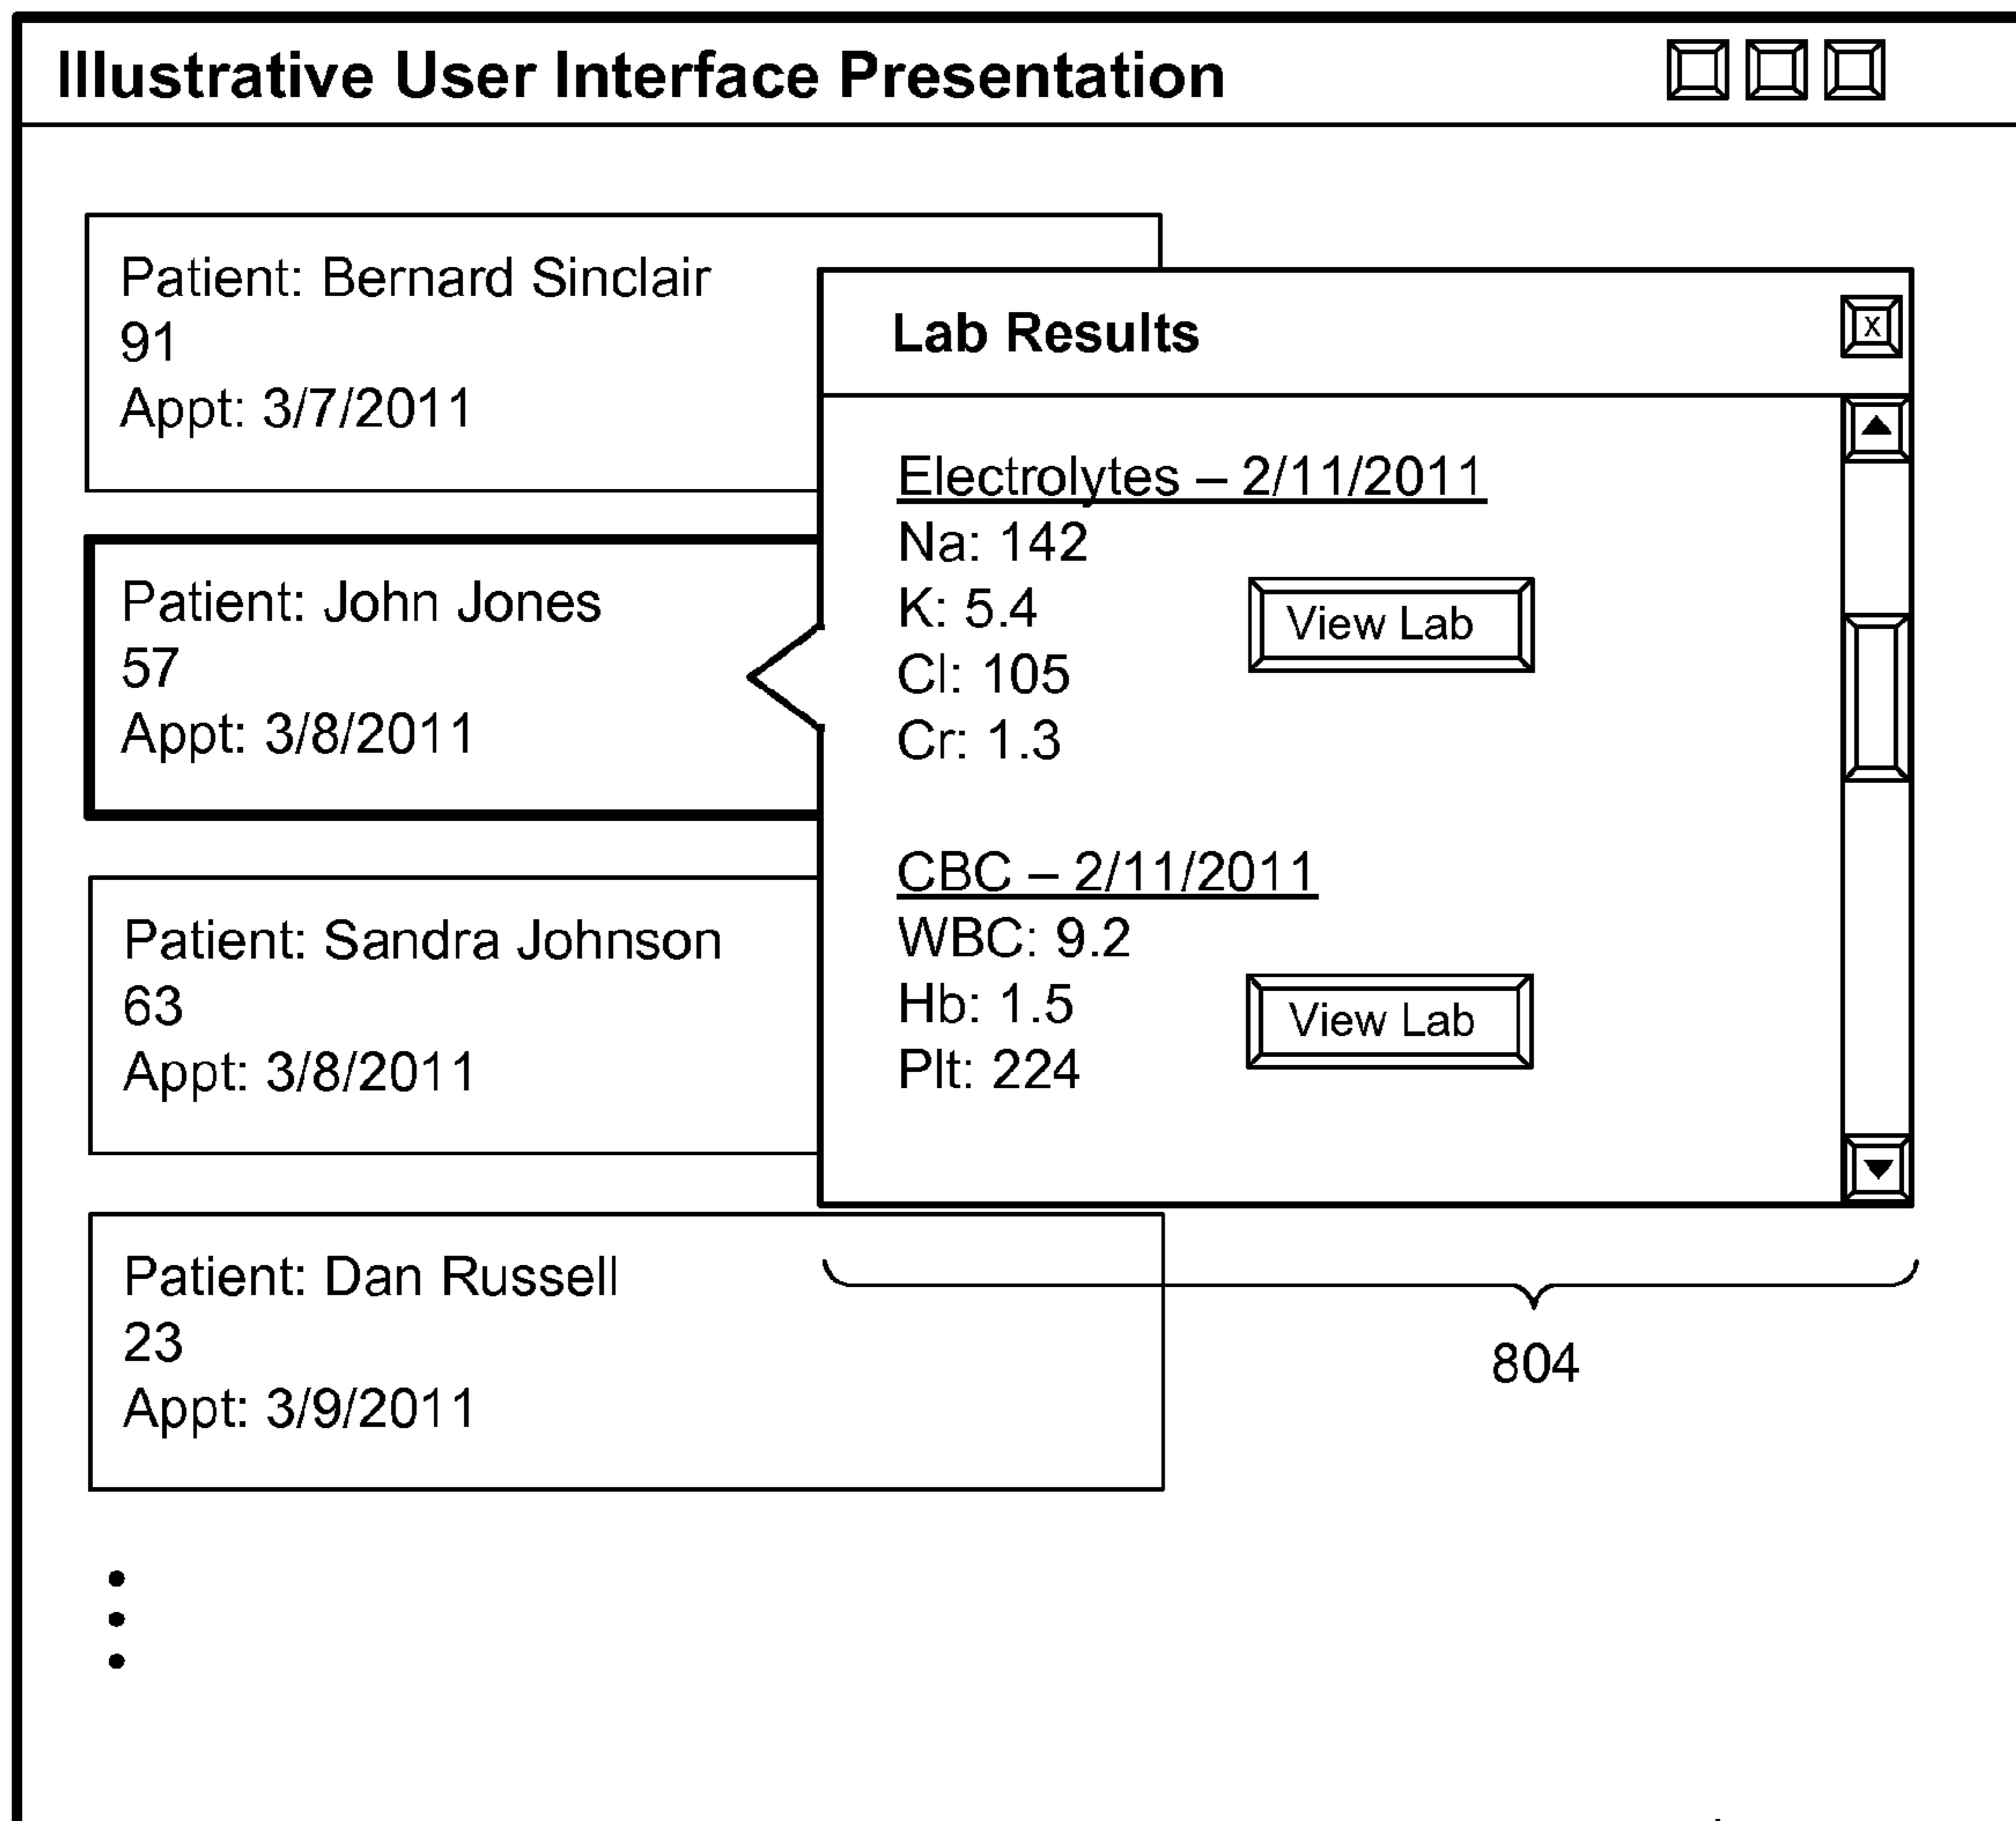 Illustrative User Interface Presentation
Patient: Bernard Sinclair
91
Appt: 3/7/2011
Patient: John Jones
57
Appt: 3/8/2011
Patient: Sandra Johnson
63
Appt: 3/8/2011
Patient: Dan Russell
23
Appt: 3/9/2011
Lab Results
x
Electrolytes – 2/11/2011
Na: 142
K: 5.4
Cl: 105
Cr: 1.3
View Lab
CBC – 2/11/2011
WBC: 9.2
Hb: 1.5
Plt: 224
View Lab
804